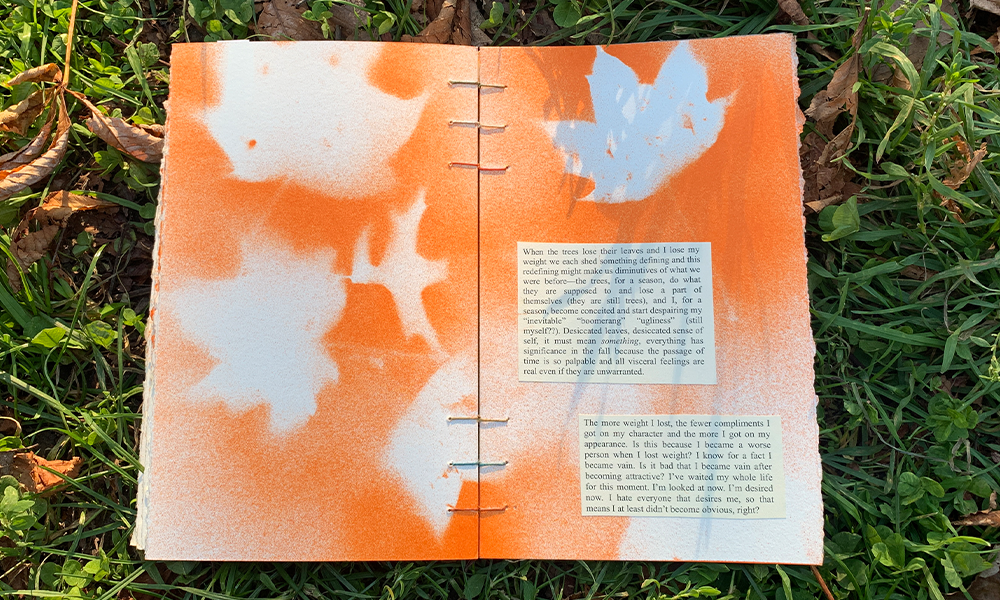 When the trees lose their leaves and I lose my
weight we each shed something defining and this
redefining might make us diminutives of what we
were before—the trees, for a season, do what
they are supposed to and lose a part of
themselves (they are still trees), and I, for a
season, become conceited and start despairing my
“inevitable” “boomerang” “ugliness” (still
myself??). Desiccated leaves, desiccated sense of
self, it must mean something, everything has
significance in the fall because the passage of
time is so palpable and all visceral feelings are
real even if they are unwarranted.
The more weight I lost, the fewer compliments I
got on my character and the more I got on my
appearance. Is this because I became a worse
person when I lost weight? I know for a fact I
became vain. Is it bad that I became vain after
becoming attractive? I’ve waited my whole life
for this moment. I’m looked at now. I’m desired
now. I hate everyone that desires me, so that
means I at least didn’t become obvious, right?